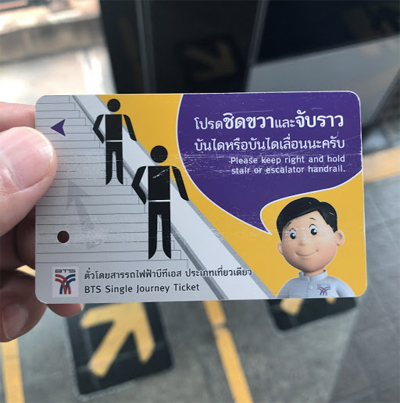 โปรดชิดขวาและจับราว
บันไดหรือบันไดเลื่อนนะครับ
Please keep right and hold
stair or escalator handrail.
BTS
ตั๋วโดยสารรถไฟฟ้าบีทีเอส ประเภทเที่ยวเดียว
BTS Single Journey Ticket